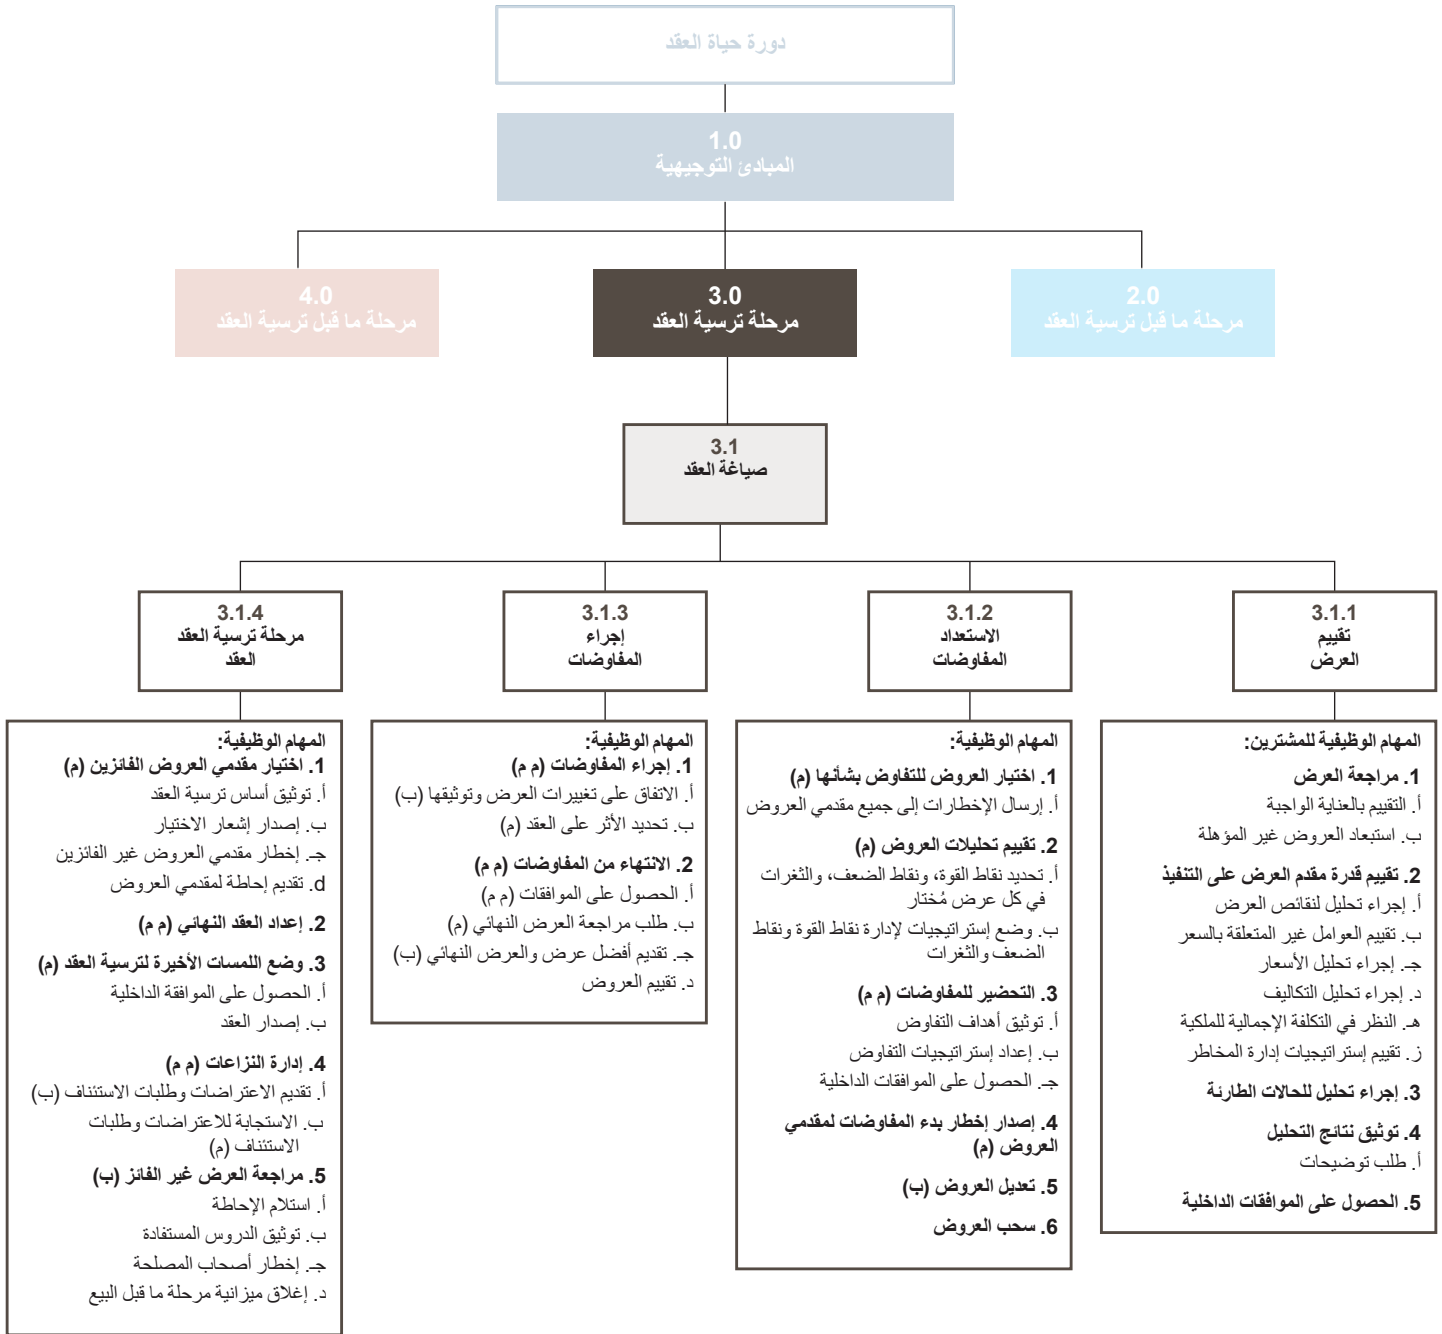 دورة حياة العقد
1.0
المبادئ التوجيهية
2.0
مرحلة ما قبل ترسية العقد
3.0
مرحلة ترسية العقد
4.0
مرحلة ما قبل ترسية العقد
3.1
صياغة العقد
3.1.1
تقييم
العرض
المهام الوظيفية للمشترين:
1. مراجعة العرض
أ. التقييم بالعناية الواجبة
ب. استبعاد العروض غير المؤهلة
2. تقييم قدرة مقدم العرض على التنفيذ
أ. إجراء تحليل لنقائص العرض
ب. تقييم العوامل غير المتعلقة بالسعر
جـ. إجراء تحليل الأسعار
د. إجراء تحليل التكاليف
هـ. النظر في التكلفة الإجمالية للملكية
ز. تقييم إستراتيجيات إدارة المخاطر
3. إجراء تحليل للحالات الطارئة
4. توثيق نتائج التحليل
أ. طلب توضيحات
5. الحصول على الموافقات الداخلية
3.1.2
الاستعداد
المفاوضات
المهام الوظيفية:
1. اختيار العروض للتفاوض بشأنها (م)
أ. إرسال الإخطارات إلى جميع مقدمي العروض
2. تقييم تحليلات العروض (م)
أ. تحديد نقاط القوة، ونقاط الضعف، والثغرات
في كل عرض مُختار
ب. وضع إستراتيجيات لإدارة نقاط القوة ونقاط
الضعف والثغرات
3. التحضير للمفاوضات (م م)
أ. توثيق أهداف التفاوض
ب. إعداد إستراتيجيات التفاوض
جـ. الحصول على الموافقات الداخلية
4. إصدار إخطار بدء المفاوضات لمقدمي
العروض (م)
5. تعديل العروض (ب)
6. سحب العروض
3.1.3
إجراء
المفاوضات
المهام الوظيفية:
1. إجراء المفاوضات (م م)
أ. الاتفاق على تغييرات العرض وتوثيقها (ب)
ب. تحديد الأثر على العقد (م)
2. الانتهاء من المفاوضات (م م)
أ. الحصول على الموافقات (م م)
ب. طلب مراجعة العرض النهائي (م)
جـ. تقديم أفضل عرض والعرض النهائي (ب)
د. تقييم العروض
3.1.4
مرحلة ترسية العقد
العقد
المهام الوظيفية:
1. اختيار مقدمي العروض الفائزين (م)
أ. توثيق أساس ترسية العقد
ب. إصدار إشعار الاختيار
جـ. إخطار مقدمي العروض غير الفائزين
d. تقديم إحاطة لمقدمي العروض
2. إعداد العقد النهائي (م م)
3. وضع اللمسات الأخيرة لترسية العقد (م)
أ. الحصول على الموافقة الداخلية
ب. إصدار العقد
4. إدارة النزاعات (م م)
أ. تقديم الاعتراضات وطلبات الاستئناف (ب)
ب. الاستجابة للاعتراضات وطلبات
الاستئناف (م)
5. مراجعة العرض غير الفائز (ب)
أ. استلام الإحاطة
ب. توثيق الدروس المستفادة
جـ. إخطار أصحاب المصلحة
د. إغلاق ميزانية مرحلة ما قبل البيع